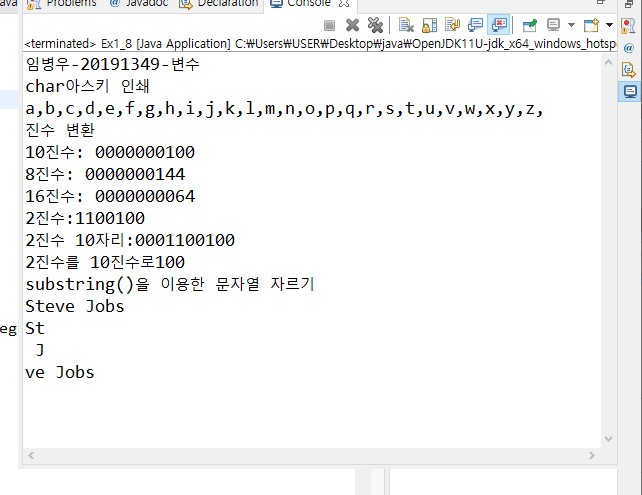 ava
Problems @ Javadoc Declaration Console
<terminated> Ex1_8 [Java Application] C:₩Users₩USER₩Desktop₩java₩OpenJDK11U-jdk_x64_windows_hotsp
임병우-20191349-변수
char아스키 인쇄
a,b,c,d,e,f,g,h,i,j,k,l,m,n,o,p,q,r,s,t,u,v,w,x,y,z,
진수 변환
10진수: 0000000100
8진수: 0000000144
16진수: 0000000064
2진수:1100100
2진수 10자리:0001100100
2진수를 10진수로100
substring()을 이용한 문자열 자르기
Steve Jobs
eg St
 J
ve Jobs